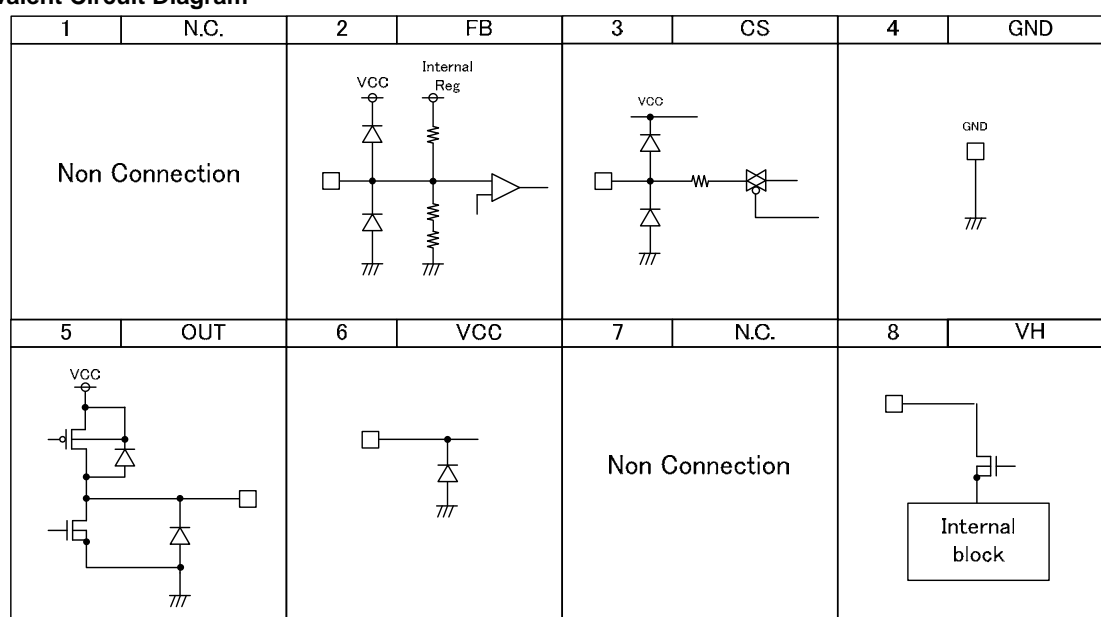 valent Circuit Diagram
1 N.C. 2 FB 3 CS 4 GND
Non Connection
VCC
Internal
Reg
VCC
GND
5 OUT 6 VCC 7 N.C. 8 VH
VCC
Non Connection
Internal
block